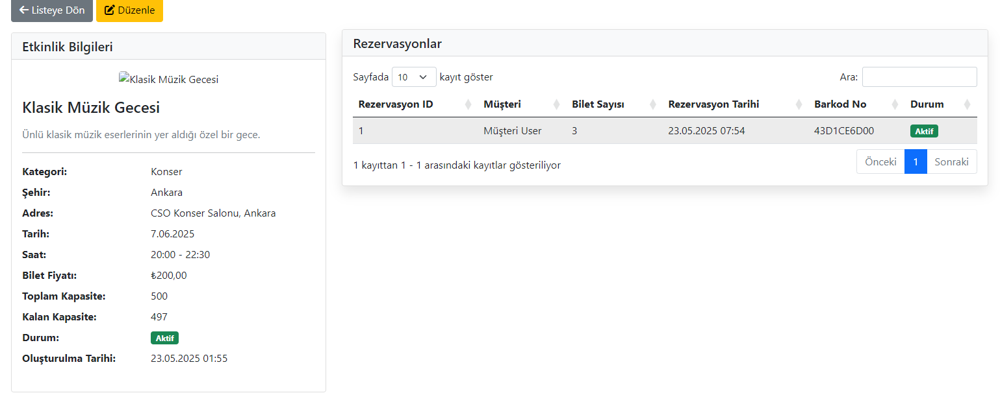 Listeye Dön Düzenle
Etkinlik Bilgileri
Klasik Müzik Gecesi
Klasik Müzik Gecesi
Ünlü klasik müzik eserlerinin yer aldığı özel bir gece.
Kategori: Konser
Şehir: Ankara
Adres: CSO Konser Salonu, Ankara
Tarih: 7.06.2025
Saat: 20:00 - 22:30
Bilet Fiyatı: ₺200,00
Toplam Kapasite: 500
Kalan Kapasite: 497
Durum: Aktif
Oluşturulma Tarihi: 23.05.2025 01:55
Rezervasyonlar
Sayfada 10 kayıt göster Ara:
Rezervasyon ID Müşteri Bilet Sayısı Rezervasyon Tarihi Barkod No Durum
1 Müşteri User 3 23.05.2025 07:54 43D1CE6D00 Aktif
1 kayıttan 1 - 1 arasındaki kayıtlar gösteriliyor Önceki 1 Sonraki